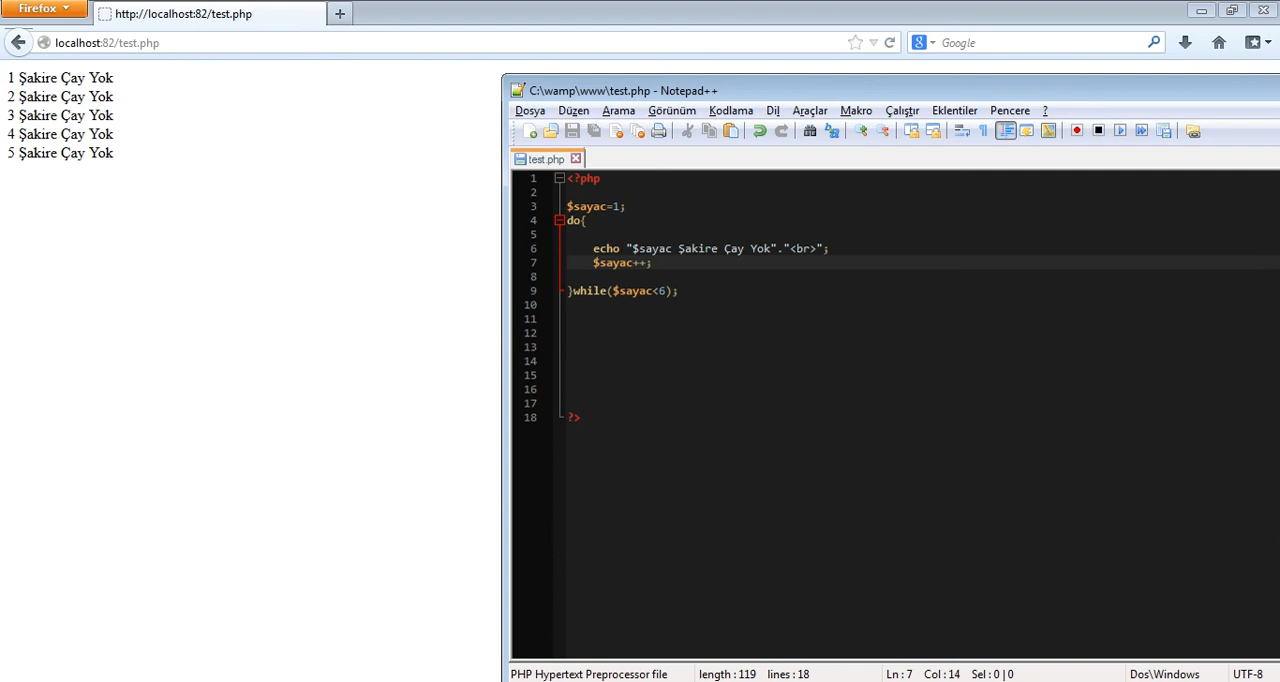 Firefox
http://localhost:82/test.php
localhost:82/test.php
Google
1 Şakire Çay Yok
2 Şakire Çay Yok
3 Şakire Çay Yok
4 Şakire Çay Yok
5 Şakire Çay Yok
C:\wamp\www\test.php - Notepad++
Dosya Düzen Arama Görünüm Kodlama Dil Araçlar Makro Çalıştır Eklentiler Pencere ?
test.php
1 <?php
2
3 $sayac=1;
4 do{
5
6 echo "$sayac Şakire Çay Yok"."<br>";
7 $sayac++;
8
9 }while($sayac<6);
10
11
12
13
14
15
16
17
18 ?>
PHP Hypertext Preprocessor file length : 119 lines : 18 Ln : 7 Col : 14 Sel : 0 | 0 Dos\Windows UTF-8